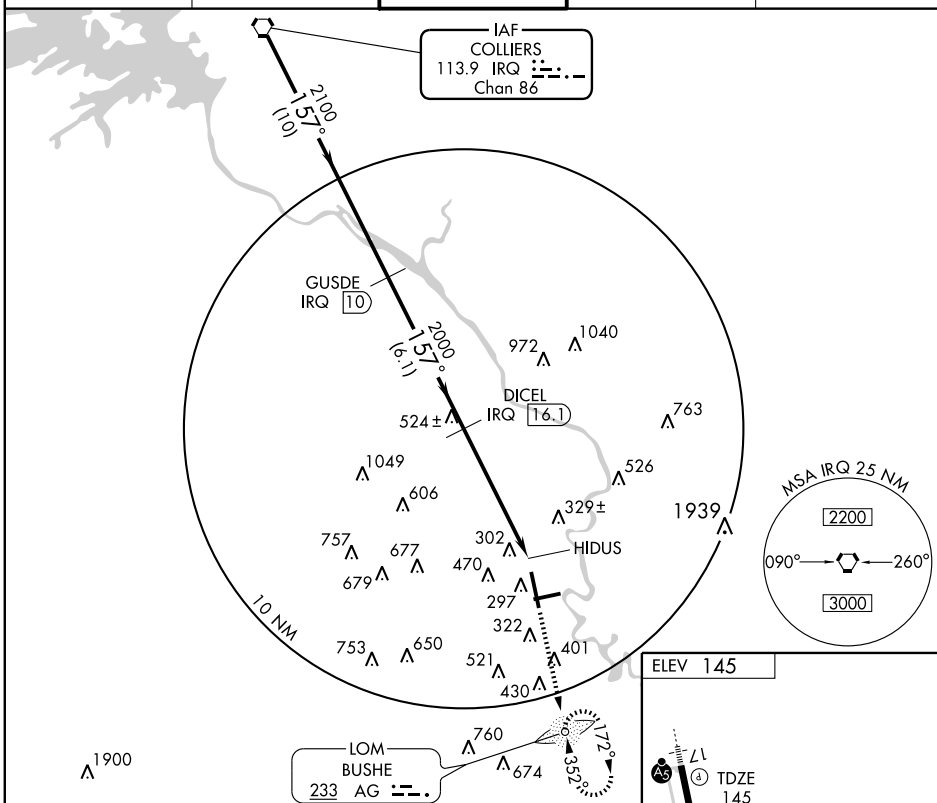 IAF
COLLIERS
113.9 IRQ
Chan 86
2100
157°
(10)
GUSDE
IRQ 10
2000
157°
(6.1)
972
1040
DICEL
IRQ 16.1
524±
763
1049
526
606
329±
1939
MSA IRQ 25 NM
2200
090°
260°
3000
757
677
302
HIDUS
679
470
297
10 NM
322
753
650
521
401
430
ELEV 145
760
172°
352°
1900
LOM
BUSHE
233 AG
674
17
A5
P
TDZE
145